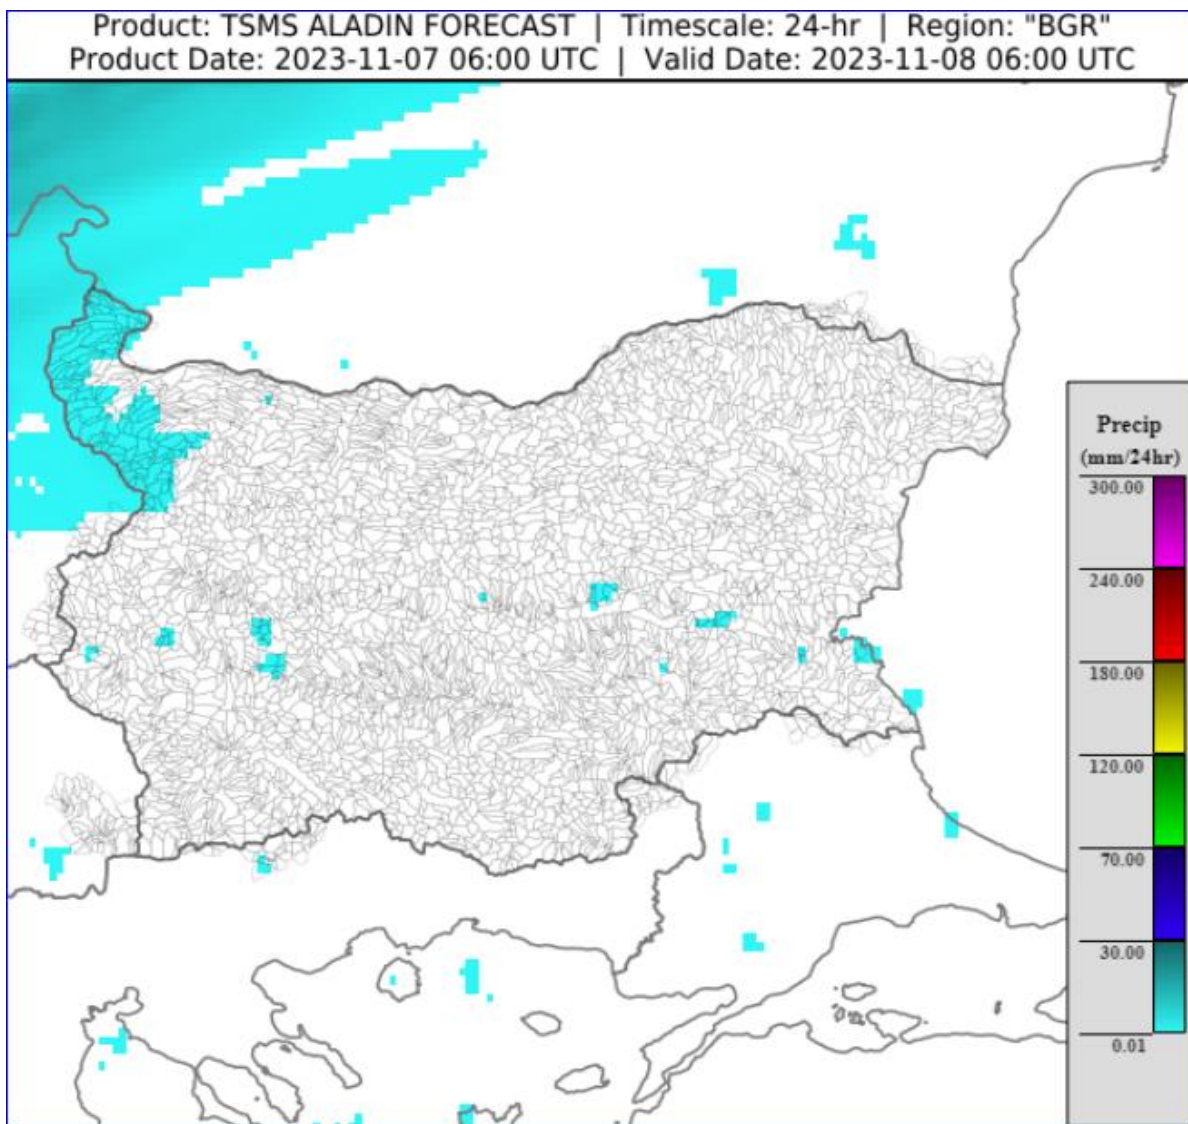 Product: TSMS ALADIN FORECAST | Timescale: 24-hr | Region: "BGR"
Product Date: 2023-11-07 06:00 UTC | Valid Date: 2023-11-08 06:00 UTC
Precip
(mm/24hr)
300.00
240.00
180.00
120.00
70.00
30.00
0.01